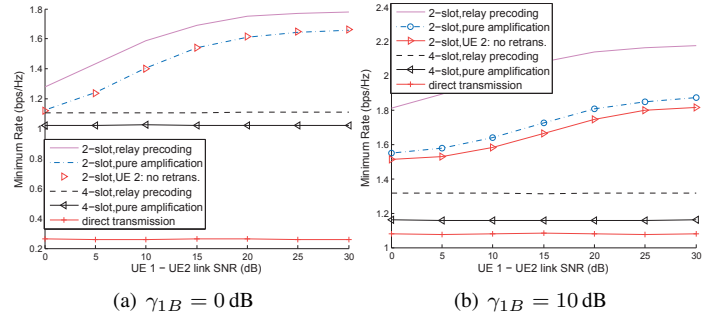 1.8
1.6
1.4
1.2
1
0.8
0.6
0.4
0.2
Minimum Rate (bps/Hz)
2−slot,relay precoding
2−slot,pure amplification
2−slot,UE 2: no retrans.
4−slot,relay precoding
4−slot,pure amplification
direct transmission
0 5 10 15 20 25 30
UE 1 − UE2 link SNR (dB)
(a) γ1B = 0 dB
2.6
2.4
2.2
2
1.8
1.6
1.4
1.2
1
Minimum Rate (bps/Hz)
2−slot,relay precoding
2−slot,pure amplification
2−slot,UE 2: no retrans.
4−slot,relay precoding
4−slot,pure amplification
direct transmission
0 5 10 15 20 25 30
UE 1 − UE2 link SNR (dB)
(b) γ1B = 10 dB